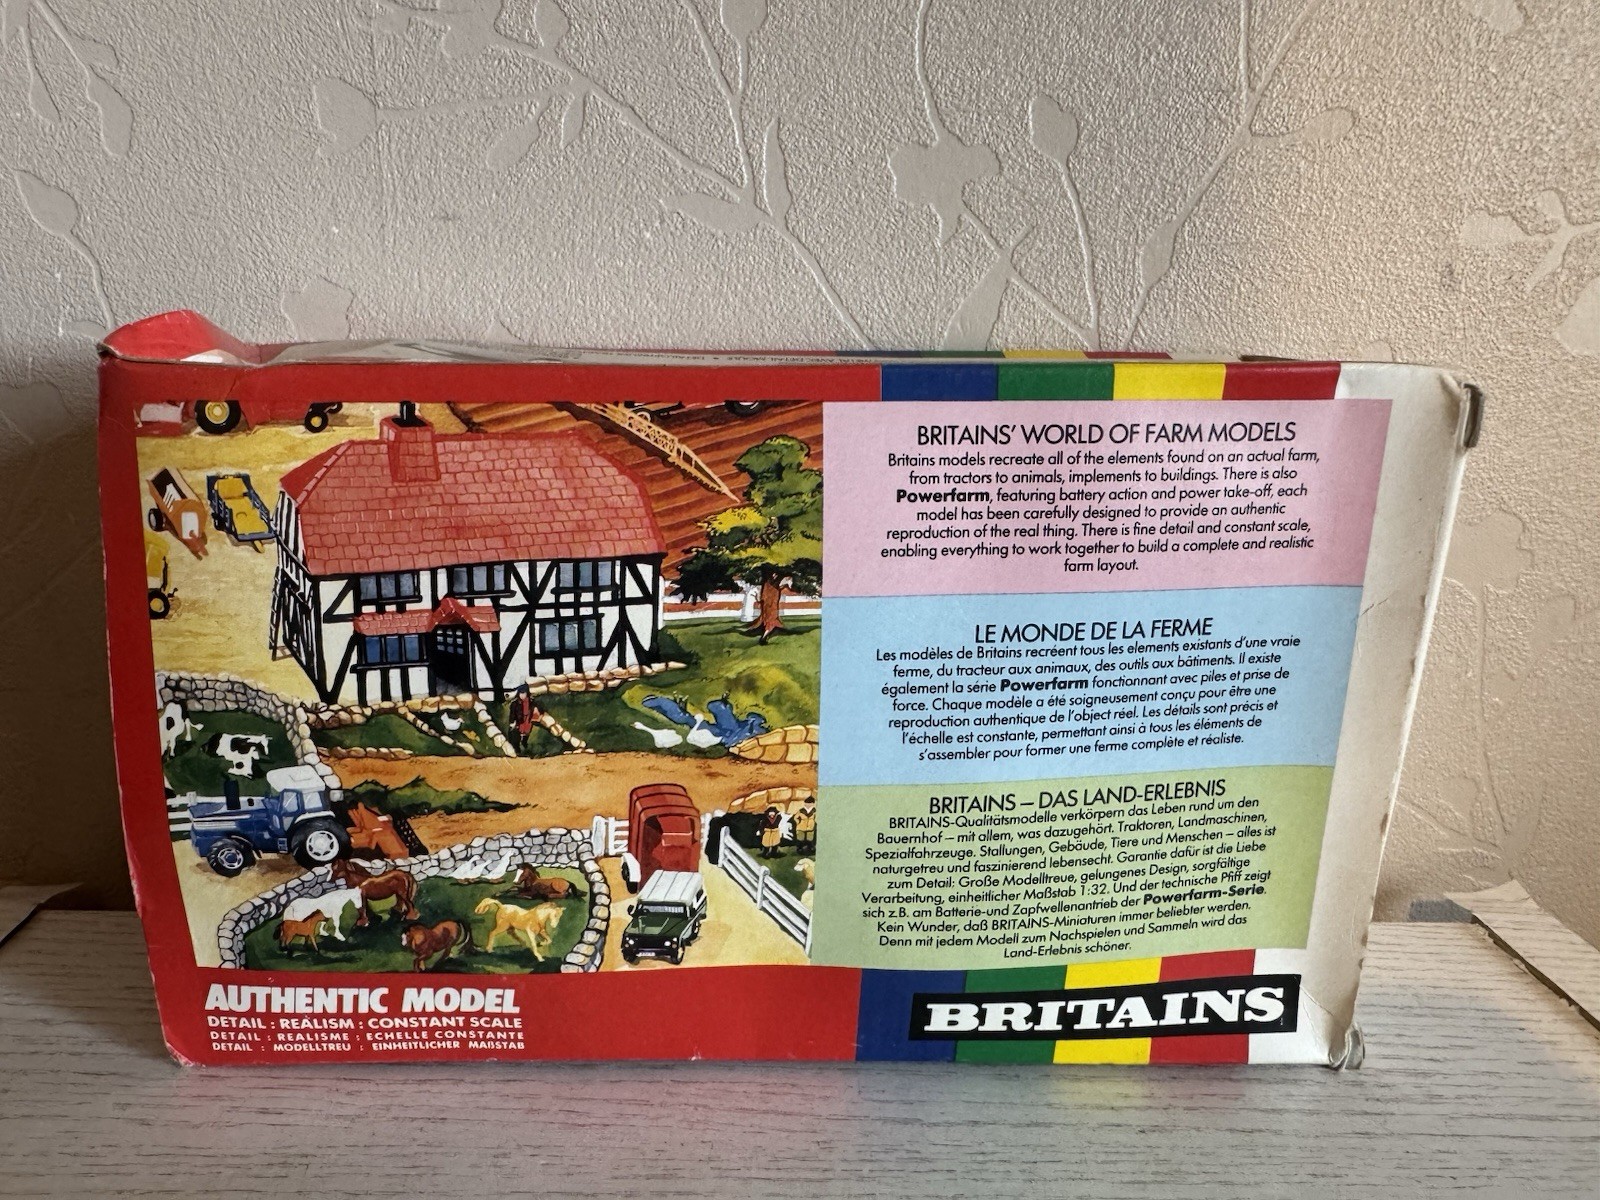 BRITAINS' WORLD OF FARM MODELS
Britains models recreate all of the elements found on an actual farm,
from tractors to animals, implements to buildings. There is also
Powerfarm, featuring battery action and power take-off, each
model has been carefully designed to provide an authentic
reproduction of the real thing. There is fine detail and constant scale,
enabling everything to work together to build a complete and realistic
farm layout.
LE MONDE DE LA FERME
Les modèles de Britains recréent tous les elements existants d'une vraie
ferme, du tracteur aux animaux, des outils aux bâtiments. Il existe
également la série Powerfarm fonctionnant avec piles et prise de
force. Chaque modèle a été soigneusement conçu pour être une
reproduction authentique de l'object réel. Les détails sont précis et
l'échelle est constante, permettant ainsi à tous les éléments de
s'assembler pour former une ferme complète et réaliste.
BRITAINS – DAS LAND-ERLEBNIS
BRITAINS-Qualitätsmodelle verkörpern das Leben rund um den
Bauernhof – mit allem, was dazugehört. Traktoren, Landmaschinen,
Spezialfahrzeuge. Stallungen, Gebäude, Tiere und Menschen – alles ist
naturgetreu und faszinierend lebensecht. Garantie dafür ist die Liebe
zum Detail: Große Modelltreue, gelungenes Design, sorgfältige
Verarbeitung, einheitlicher Maßstab 1:32. Und der technische Pfiff zeigt
sich z.B. am Batterie-und Zapfwellenantrieb der Powerfarm-Serie.
Kein Wunder, daß BRITAINS-Miniaturen immer beliebter werden.
Denn mit jedem Modell zum Nachspielen und Sammeln wird das
Land-Erlebnis schöner.
AUTHENTIC MODEL
DETAIL : REALISM : CONSTANT SCALE
DETAIL : REALISME : ECHELLE CONSTANTE
DETAIL : MODELLTREU : EINHEITLICHER MAßSTAB
BRITAINS